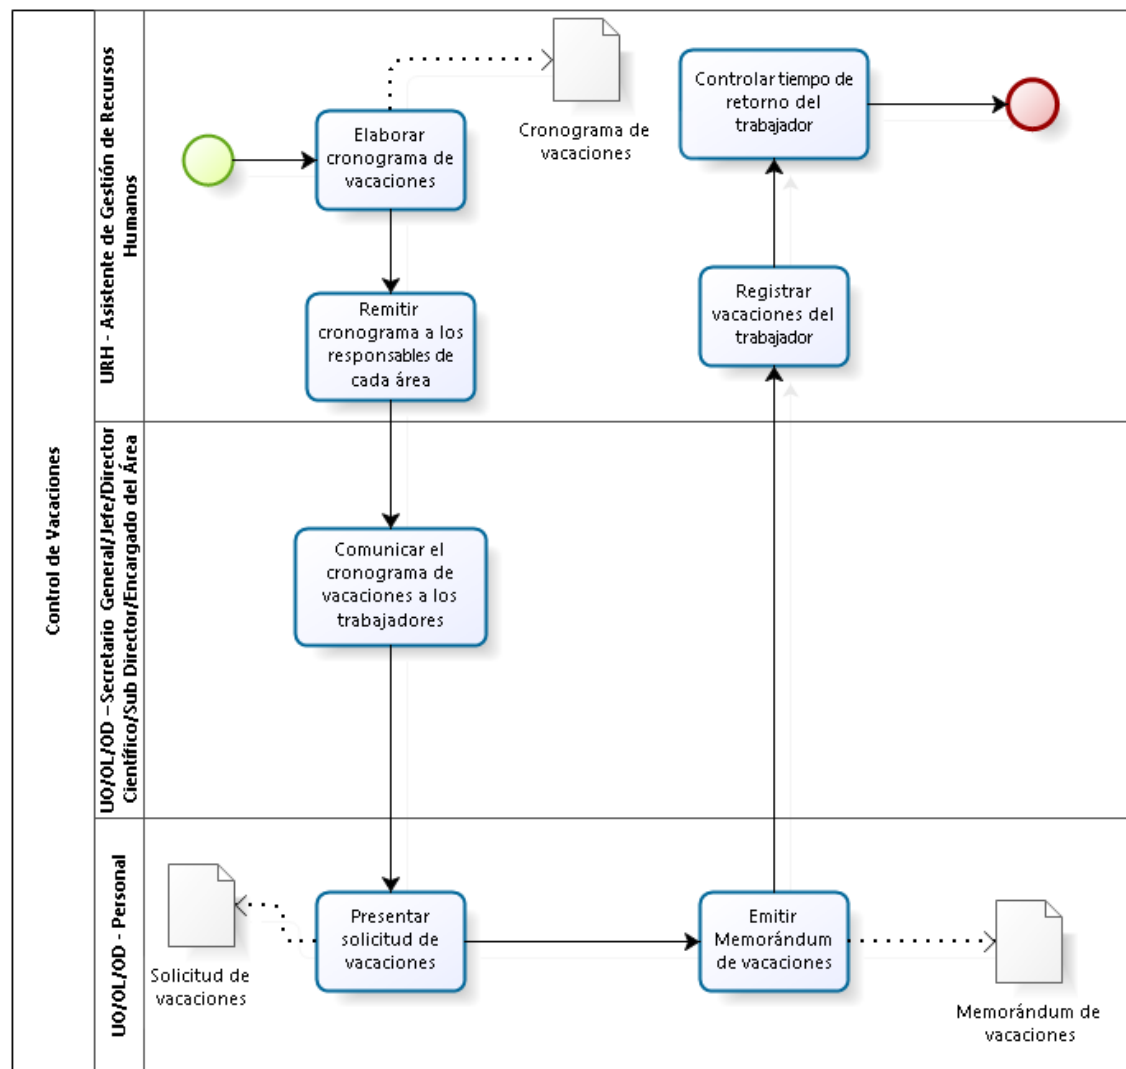 Control de Vacaciones
URH - Asistente de Gestión de Recursos
Humanos
Elaborar
cronograma de
vacaciones
Cronograma de
vacaciones
Remitir
cronograma a los
responsables de
cada área
Controlar tiempo de
retorno del
trabajador
Registrar
vacaciones del
trabajador
UO/OL/OD – Secretario General/Jefe/Director
Científico/Sub Director/Encargado del Área
Comunicar el
cronograma de
vacaciones a los
trabajadores
UO/OL/OD - Personal
Solicitud de
vacaciones
Presentar
solicitud de
vacaciones
Emitir
Memorándum
de vacaciones
Memorándum de
vacaciones